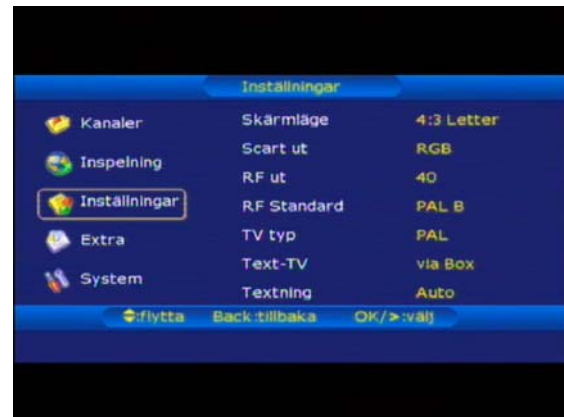 Inställningar
Kanaler
Inspelning
Inställningar
Extra
System
Skärmläge 4:3 Letter
Scart ut RGB
RF ut 40
RF Standard PAL B
TV typ PAL
Text-TV via Box
Textning Auto
:flytta Back:tillbaka OK/>:välj